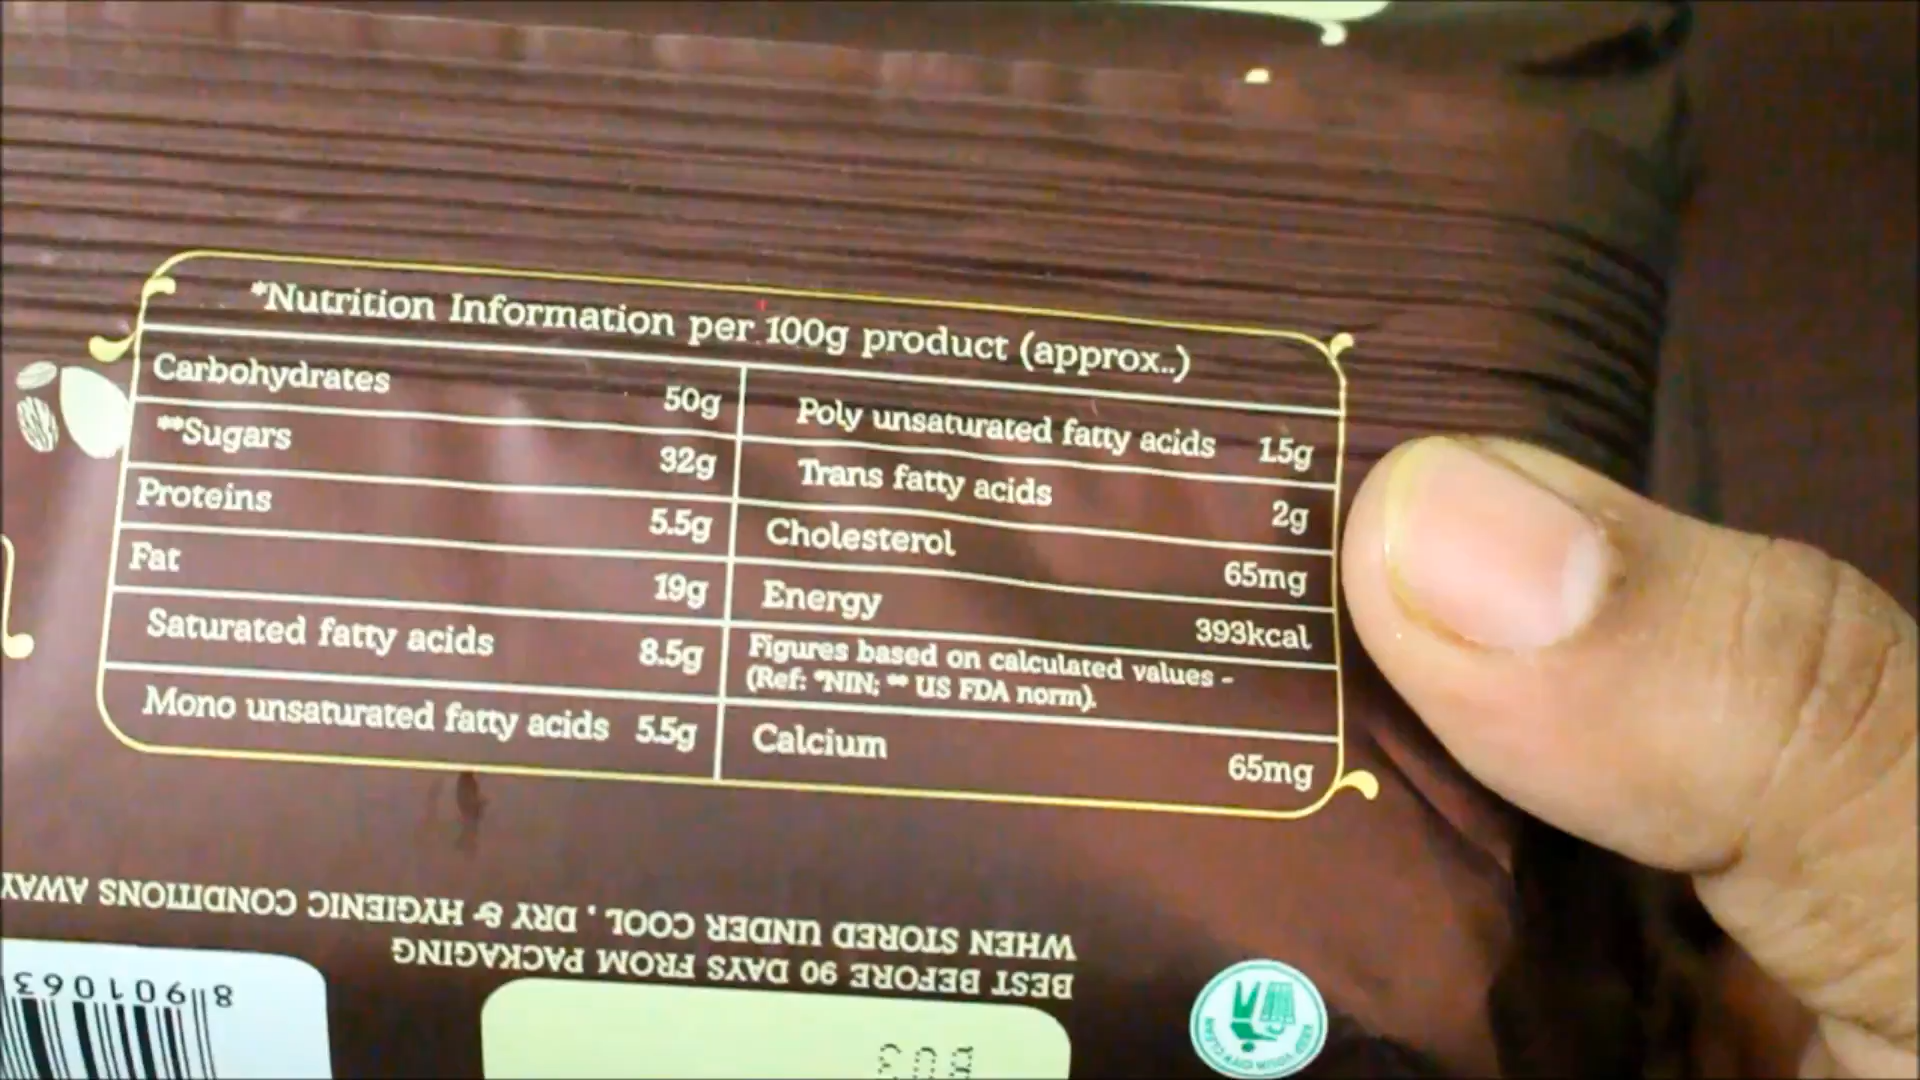 *Nutrition Information per 100g product (approx..)
Carbohydrates 50g
**Sugars 32g
Proteins 5.5g
Fat 19g
Saturated fatty acids 8.5g
Mono unsaturated fatty acids 5.5g
Poly unsaturated fatty acids 1.5g
Trans fatty acids 2g
Cholesterol 65mg
Energy 393kcal
Figures based on calculated values -
(Ref: *NIN; ** US FDA norm).
Calcium 65mg
BEST BEFORE 90 DAYS FROM PACKAGING
WHEN STORED UNDER COOL, DRY & HYGIENIC CONDITIONS AWAY
8 901063